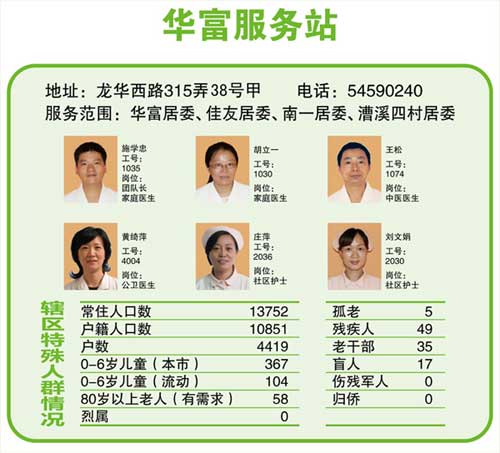 华富服务站
地址：龙华西路315弄38号甲 电话：54590240
服务范围：华富居委、佳友居委、南一居委、漕溪四村居委
施学忠
工号：
1035
岗位：
团队长
家庭医生
胡立一
工号：
1030
岗位：
家庭医生
王松
工号：
1074
岗位：
中医医生
黄绮萍
工号：
4004
岗位：
公卫医生
庄萍
工号：
2036
岗位：
社区护士
刘文娟
工号：
2030
岗位：
社区护士
辖区特殊人群情况
常住人口数 13752
户籍人口数 10851
户数 4419
0-6岁儿童（本市） 367
0-6岁儿童（流动） 104
80岁以上老人（有需求） 58
烈属 0
孤老 5
残疾人 49
老干部 35
盲人 17
伤残军人 0
归侨 0